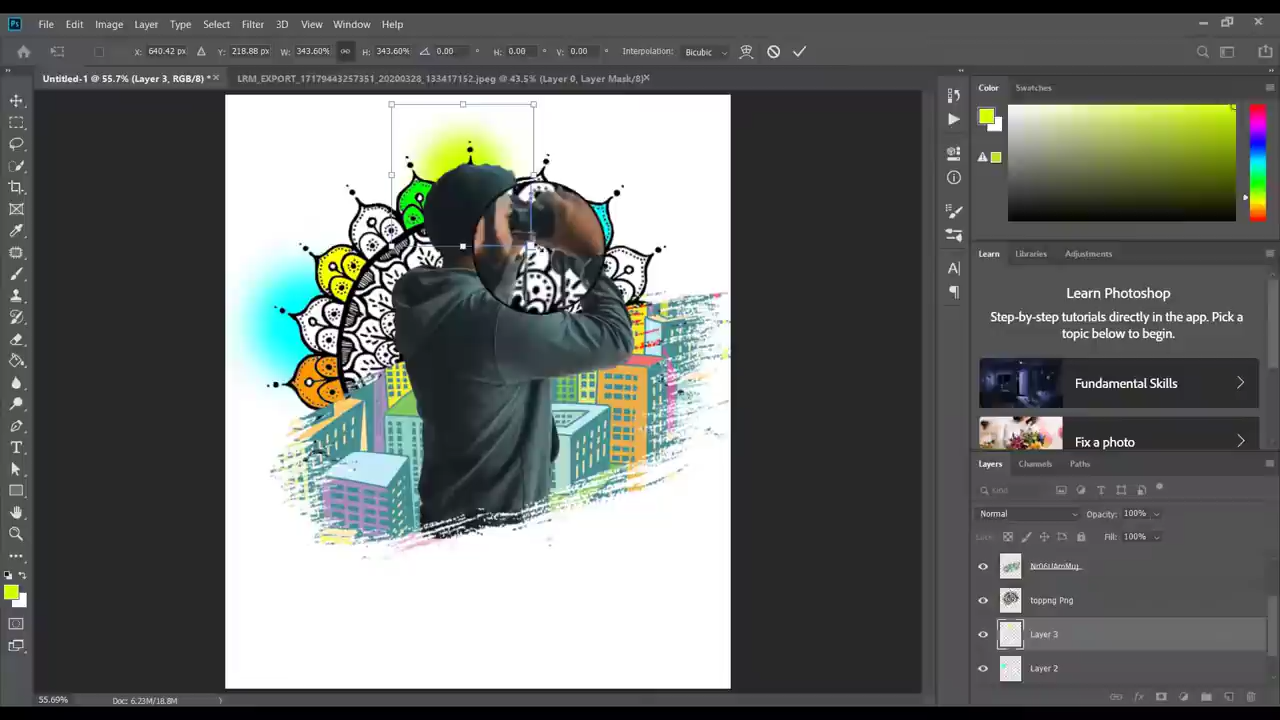 Ps File Edit Image Layer Type Select Filter 3D View Window Help
X: 640.42 px Y: 218.88 px W: 343.60% H: 343.60% 0.00 ° H: 0.00 ° V: 0.00 ° Interpolation: Bicubic
Untitled-1 @ 55.7% (Layer 3, RGB/8) * × LRM_EXPORT_17179443257351_20200328_133417152.jpeg @ 43.5% (Layer 0, Layer Mask/8) ×
Color Swatches
Learn Libraries Adjustments
Learn Photoshop
Step-by-step tutorials directly in the app. Pick a
topic below to begin.
Fundamental Skills
Fix a photo
Layers Channels Paths
Kind
Normal Opacity: 100%
Lock: Fill: 100%
toppng Png
Layer 3
Layer 2
55.69% Doc: 6.23M/18.8M